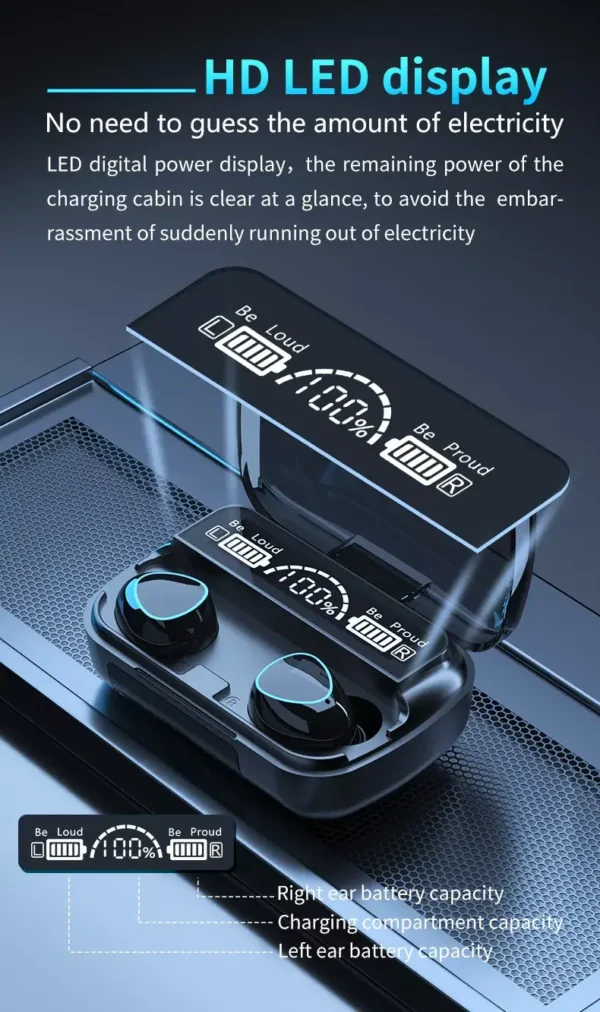 HD LED display
No need to guess the amount of electricity
LED digital power display, the remaining power of the
charging cabin is clear at a glance, to avoid the embar-
rassment of suddenly running out of electricity
Be Loud
L
100%
Be Proud
R
Be Loud
L
100%
Be Proud
R
Be Loud
Be Proud
L
100%
R
Right ear battery capacity
Charging compartment capacity
Left ear battery capacity